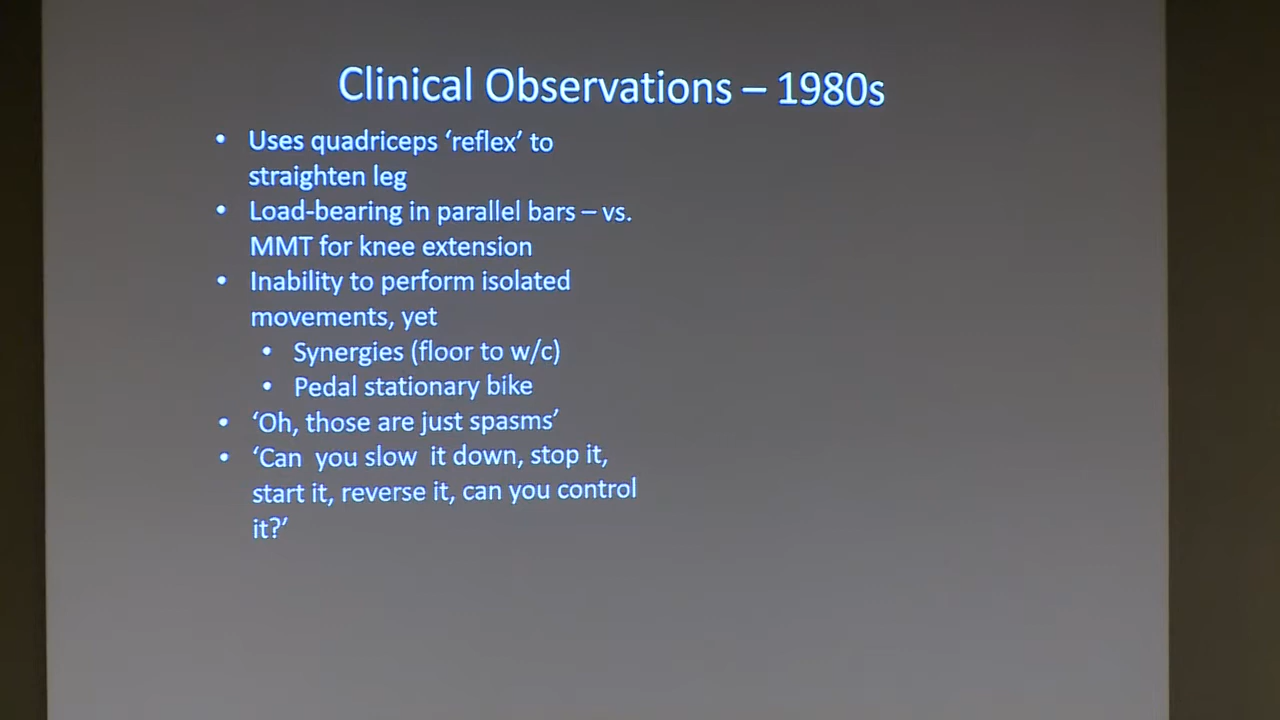 Clinical Observations – 1980s
• Uses quadriceps ‘reflex’ to
straighten leg
• Load-bearing in parallel bars – vs.
MMT for knee extension
• Inability to perform isolated
movements, yet
• Synergies (floor to w/c)
• Pedal stationary bike
• ‘Oh, those are just spasms’
• ‘Can you slow it down, stop it,
start it, reverse it, can you control
it?’